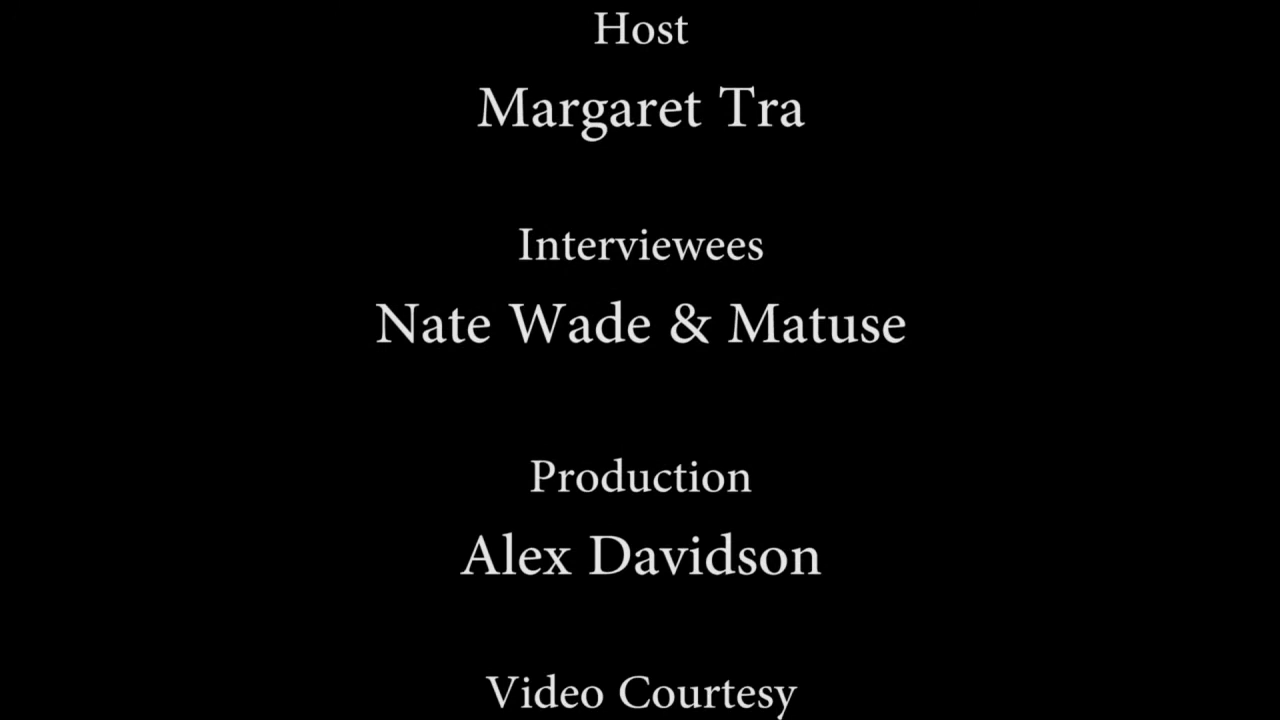 Host
Margaret Tra
Interviewees
Nate Wade & Matuse
Production
Alex Davidson
Video Courtesy